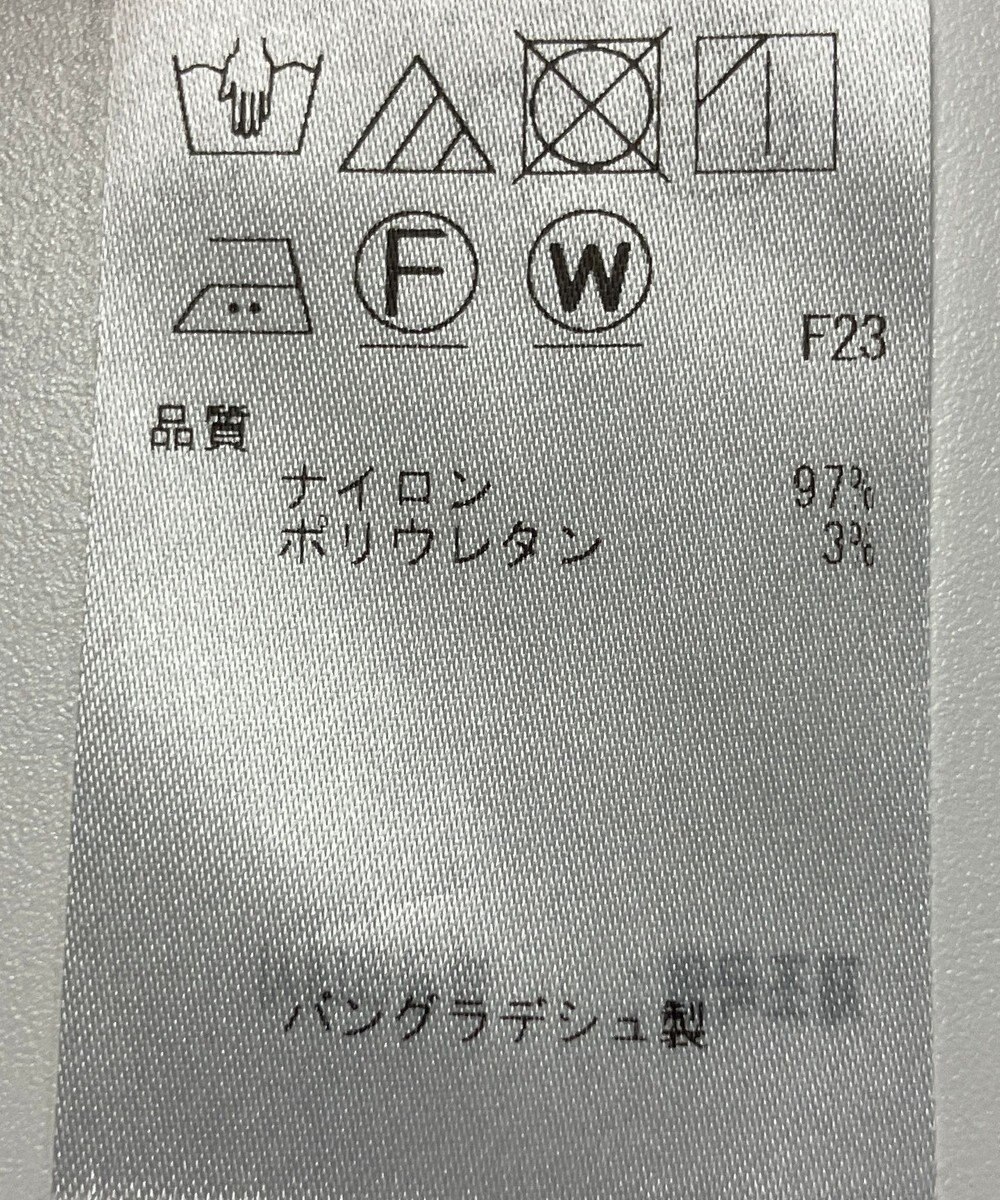 F W
F23
品質
ナイロン 97%
ポリウレタン 3%
バングラデシュ製